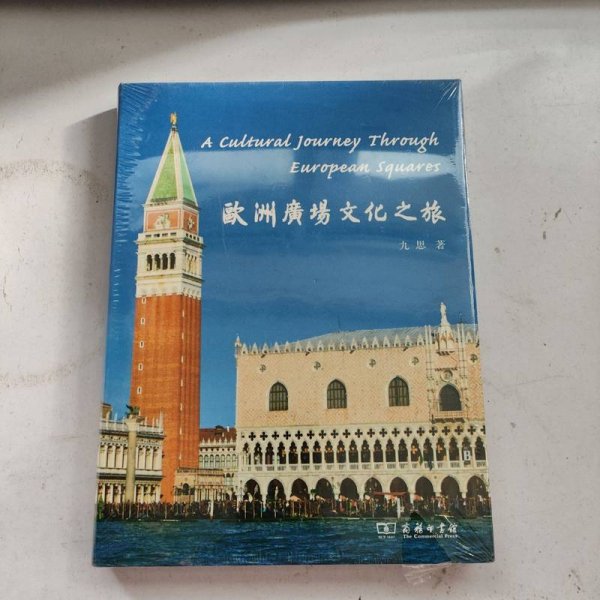 A Cultural Journey Through
European Squares
歐洲廣場文化之旅
九思 著
商務印書館
The Commercial Press